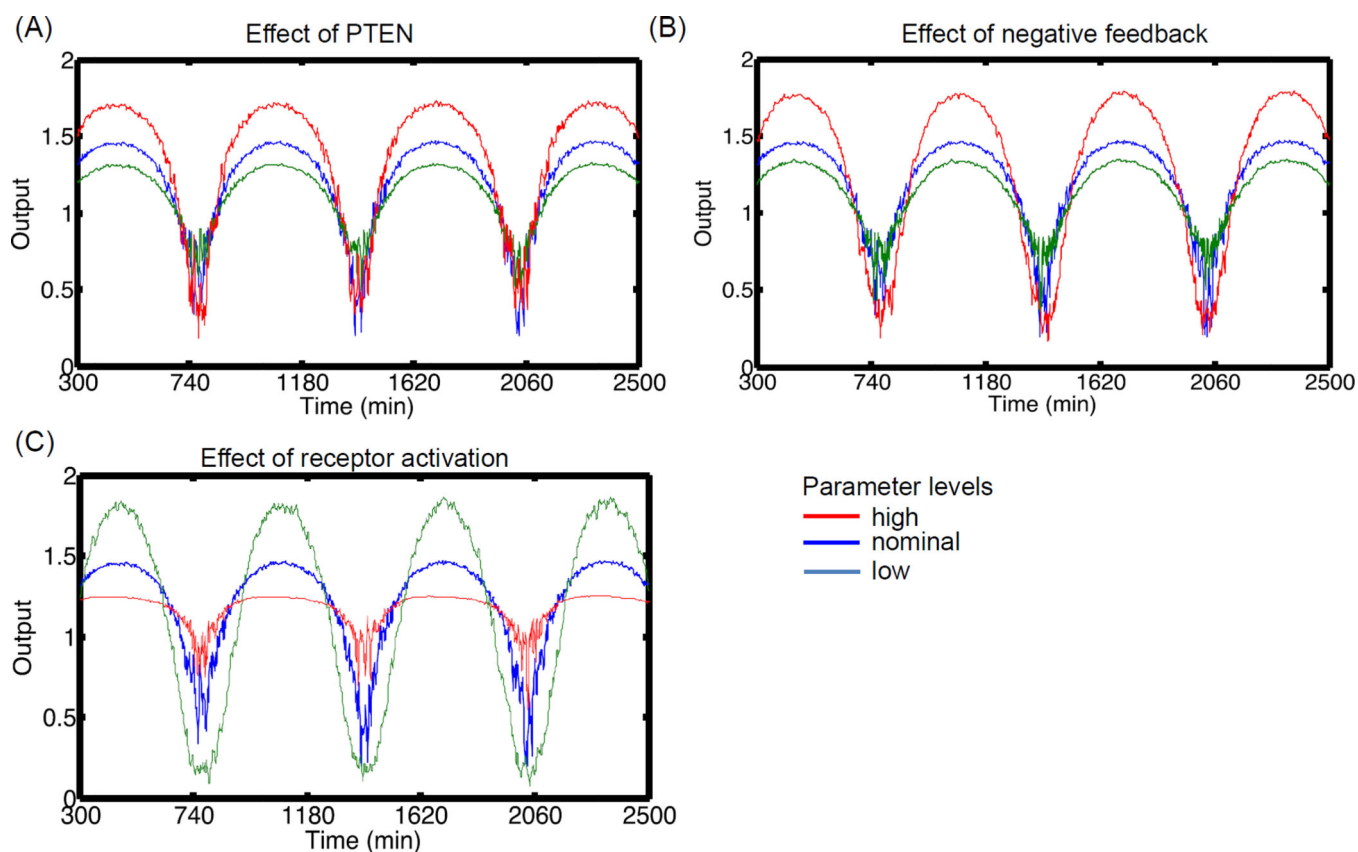 (A)
Effect of PTEN
2
1.5
1
0.5
0
Output
300 740 1180 1620 2060 2500
Time (min)
(B)
Effect of negative feedback
2
1.5
1
0.5
0
Output
300 740 1180 1620 2060 2500
Time (min)
(C)
Effect of receptor activation
2
1.5
1
0.5
0
Output
300 740 1180 1620 2060 2500
Time (min)
Parameter levels
high
nominal
low